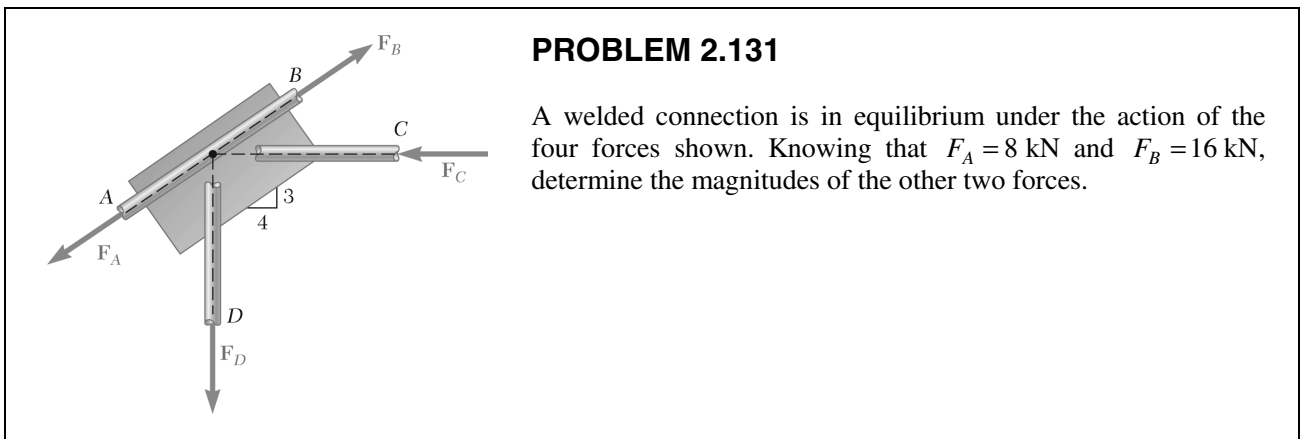 PROBLEM 2.131
A welded connection is in equilibrium under the action of the
four forces shown. Knowing that F_A = 8 kN and F_B = 16 kN,
determine the magnitudes of the other two forces.
F_B
B
C
F_C
A
3
4
F_A
D
F_D